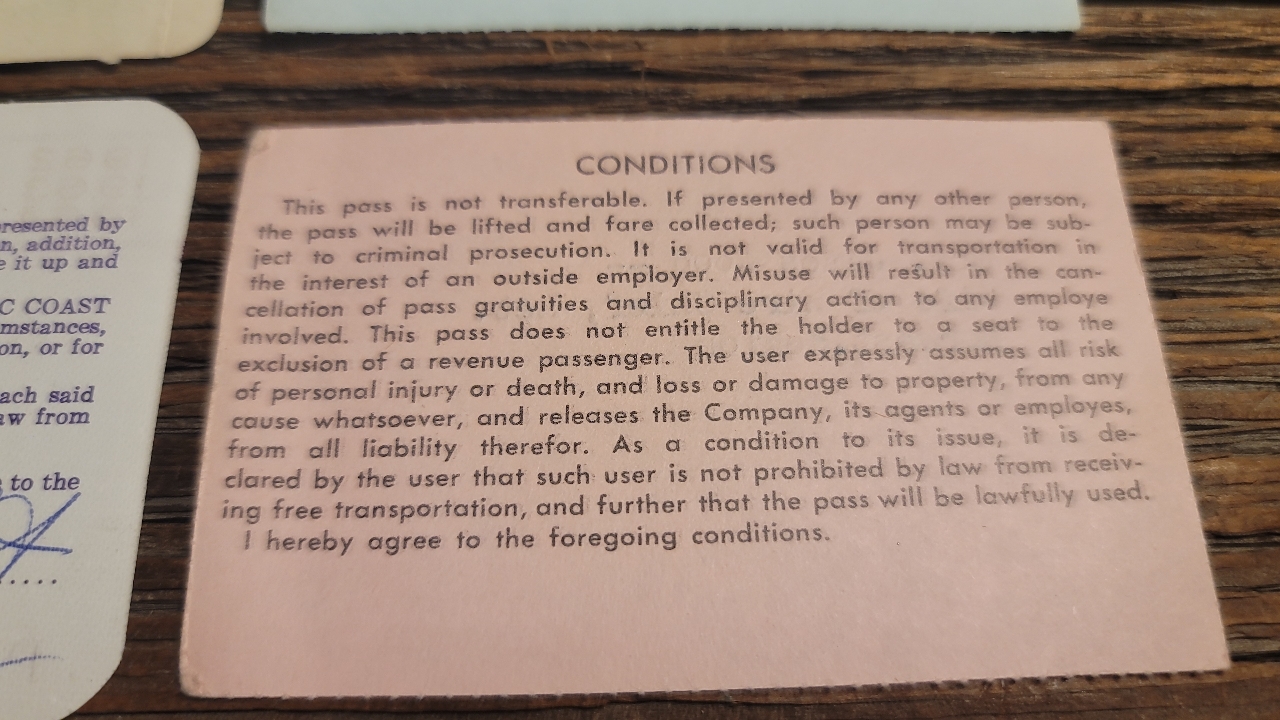 resented by
n, addition,
e it up and
C COAST
mstances,
on, or for
ach said
aw from
to the
CONDITIONS
This pass is not transferable. If presented by any other person,
the pass will be lifted and fare collected; such person may be sub-
ject to criminal prosecution. It is not valid for transportation in
the interest of an outside employer. Misuse will result in the can-
cellation of pass gratuities and disciplinary action to any employe
involved. This pass does not entitle the holder to a seat to the
exclusion of a revenue passenger. The user expressly assumes all risk
of personal injury or death, and loss or damage to property, from any
cause whatsoever, and releases the Company, its agents or employes,
from all liability therefor. As a condition to its issue, it is de-
clared by the user that such user is not prohibited by law from receiv-
ing free transportation, and further that the pass will be lawfully used.
I hereby agree to the foregoing conditions.